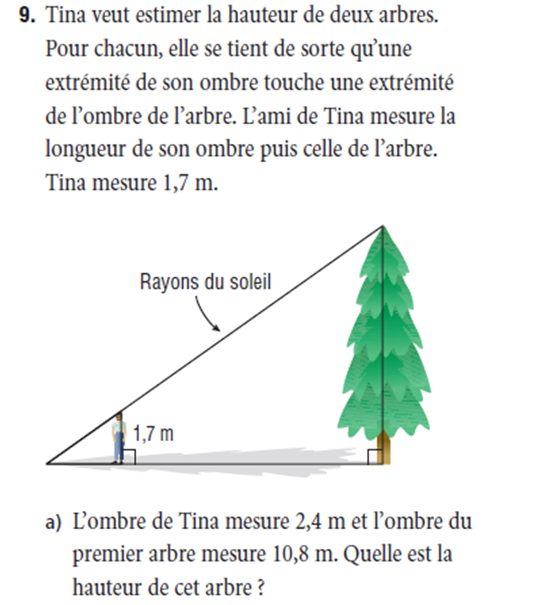 9. Tina veut estimer la hauteur de deux arbres.
Pour chacun, elle se tient de sorte qu’une
extrémité de son ombre touche une extrémité
de l’ombre de l’arbre. L’ami de Tina mesure la
longueur de son ombre puis celle de l’arbre.
Tina mesure 1,7 m.
Rayons du soleil
1,7 m
a) L’ombre de Tina mesure 2,4 m et l’ombre du
premier arbre mesure 10,8 m. Quelle est la
hauteur de cet arbre ?